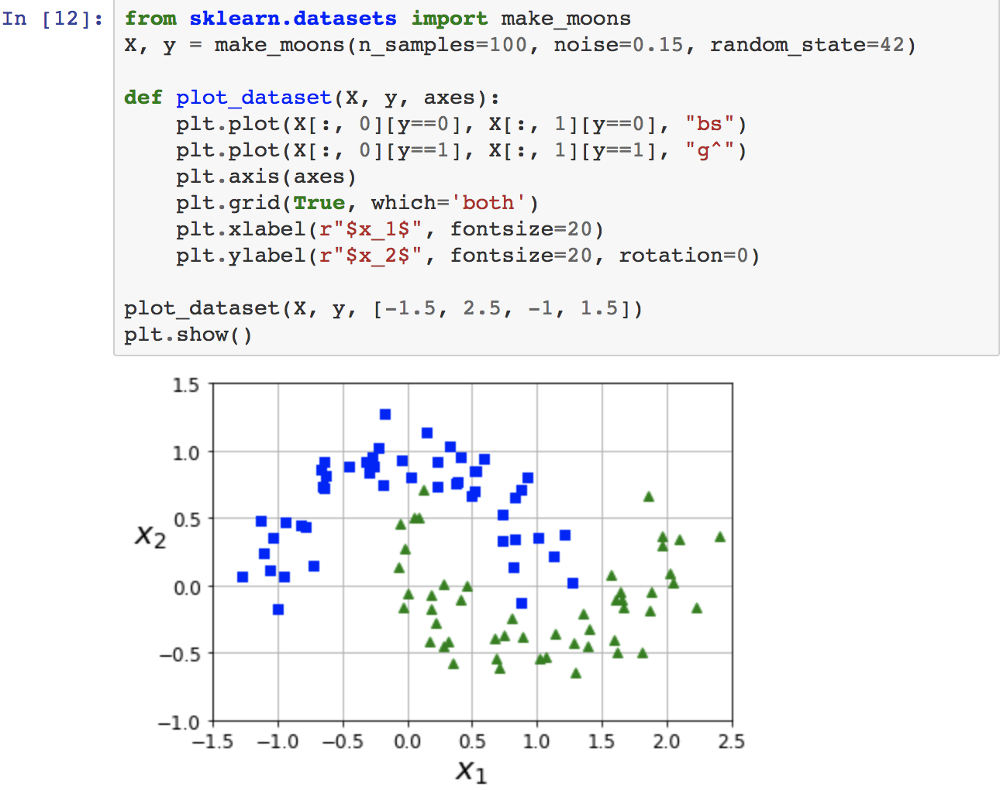 In [12]: from sklearn.datasets import make_moons
X, y = make_moons(n_samples=100, noise=0.15, random_state=42)
def plot_dataset(X, y, axes):
    plt.plot(X[:, 0][y==0], X[:, 1][y==0], "bs")
    plt.plot(X[:, 0][y==1], X[:, 1][y==1], "g^")
    plt.axis(axes)
    plt.grid(True, which='both')
    plt.xlabel(r"$x_1$", fontsize=20)
    plt.ylabel(r"$x_2$", fontsize=20, rotation=0)
plot_dataset(X, y, [-1.5, 2.5, -1, 1.5])
plt.show()
1.5
1.0
0.5
x₂
0.0
−0.5
−1.0
−1.5 −1.0 −0.5 0.0 0.5 1.0 1.5 2.0 2.5
x₁